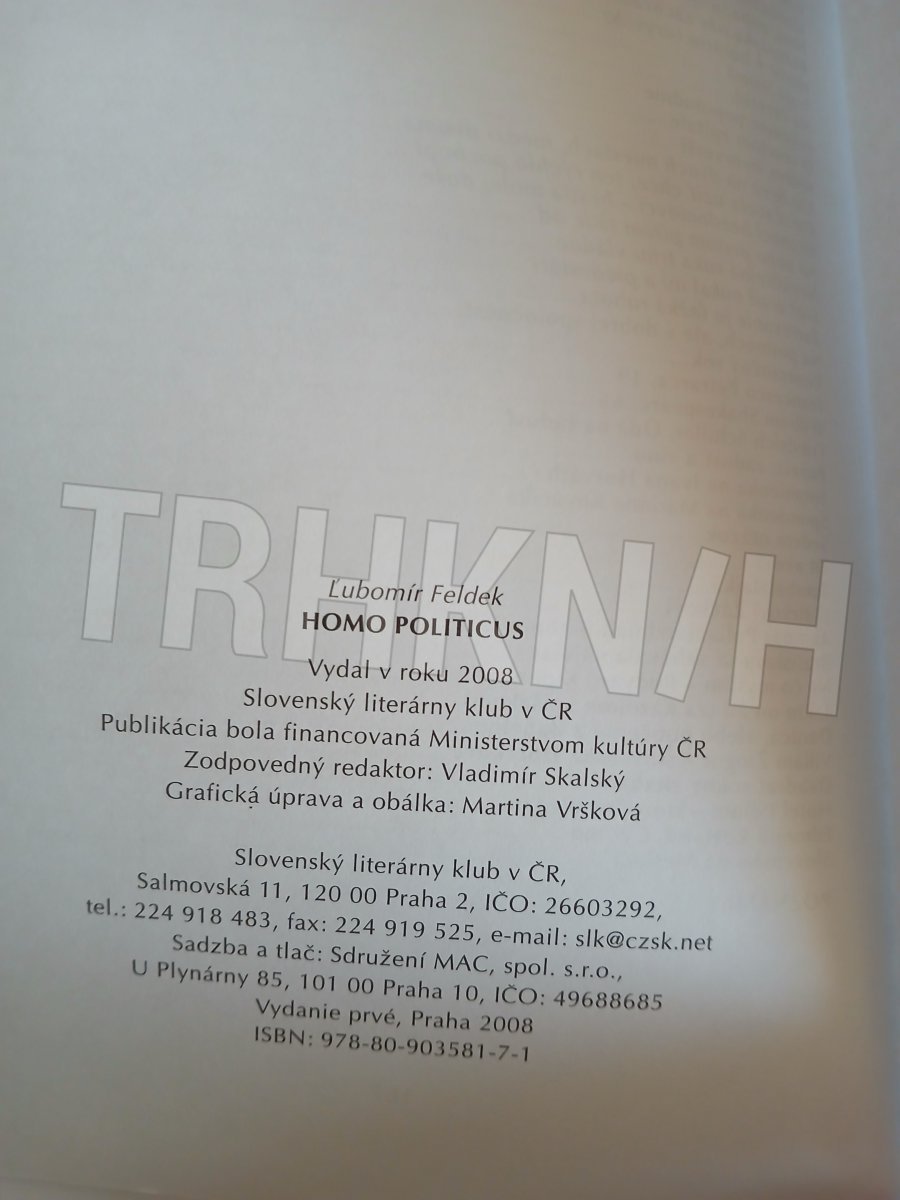 TRHKN/H
Ľubomír Feldek
HOMO POLITICUS
Vydal v roku 2008
Slovenský literárny klub v ČR
Publikácia bola financovaná Ministerstvom kultúry ČR
Zodpovedný redaktor: Vladimír Skalský
Grafická úprava a obálka: Martina Vršková
Slovenský literárny klub v ČR,
Salmovská 11, 120 00 Praha 2, IČO: 26603292,
tel.: 224 918 483, fax: 224 919 525, e-mail: slk@czsk.net
Sadzba a tlač: Sdružení MAC, spol. s.r.o.,
U Plynárny 85, 101 00 Praha 10, IČO: 49688685
Vydanie prvé, Praha 2008
ISBN: 978-80-903581-7-1